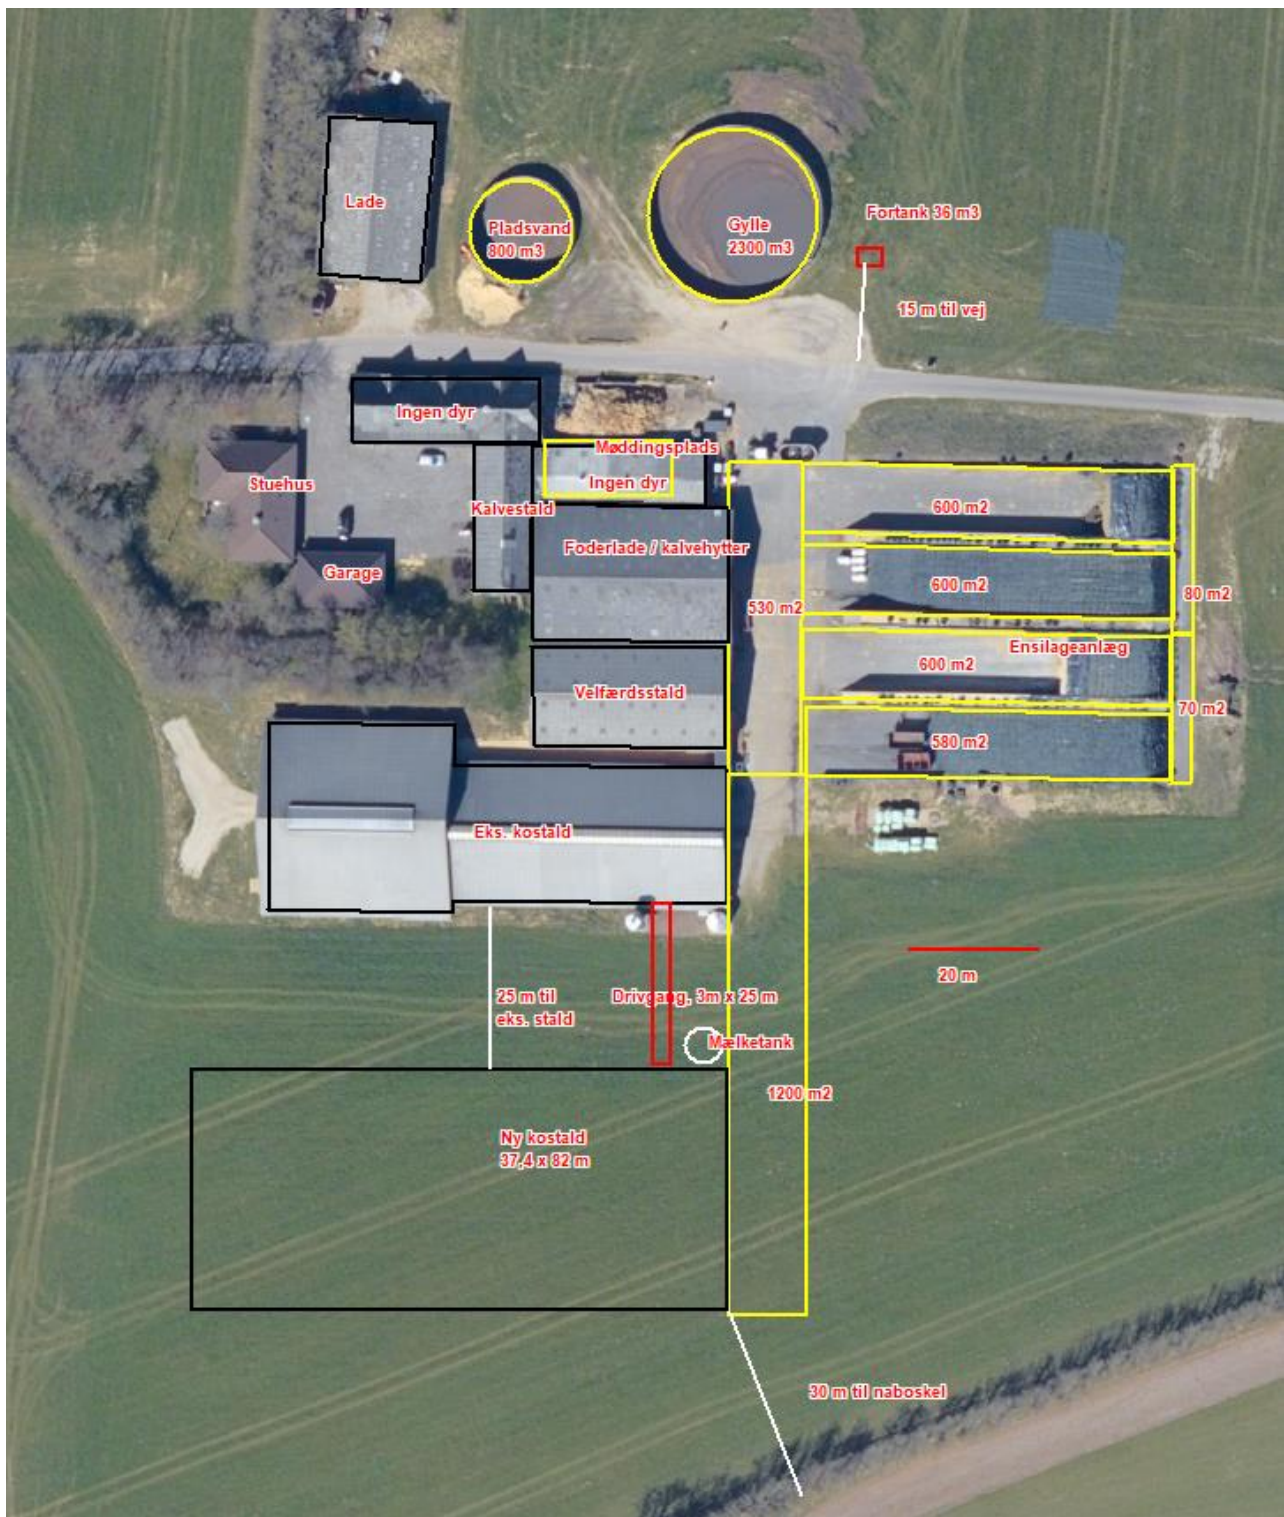 Lade
Pladsvand
800 m3
Gylle
2300 m3
Fortank 36 m3
15 m til vej
Ingen dyr
Møddingsplads
Ingen dyr
Stuehus
Kalvestald
Garage
Foderlade / kalvehytter
530 m2
600 m2
600 m2
80 m2
Ensilageanlæg
600 m2
Velfærdsstald
70 m2
580 m2
Eks. kostald
20 m
25 m til
eks. stald
Drivgang, 3m x 25 m
Mælketank
1200 m2
Ny kostald
37,4 x 82 m
30 m til naboskel